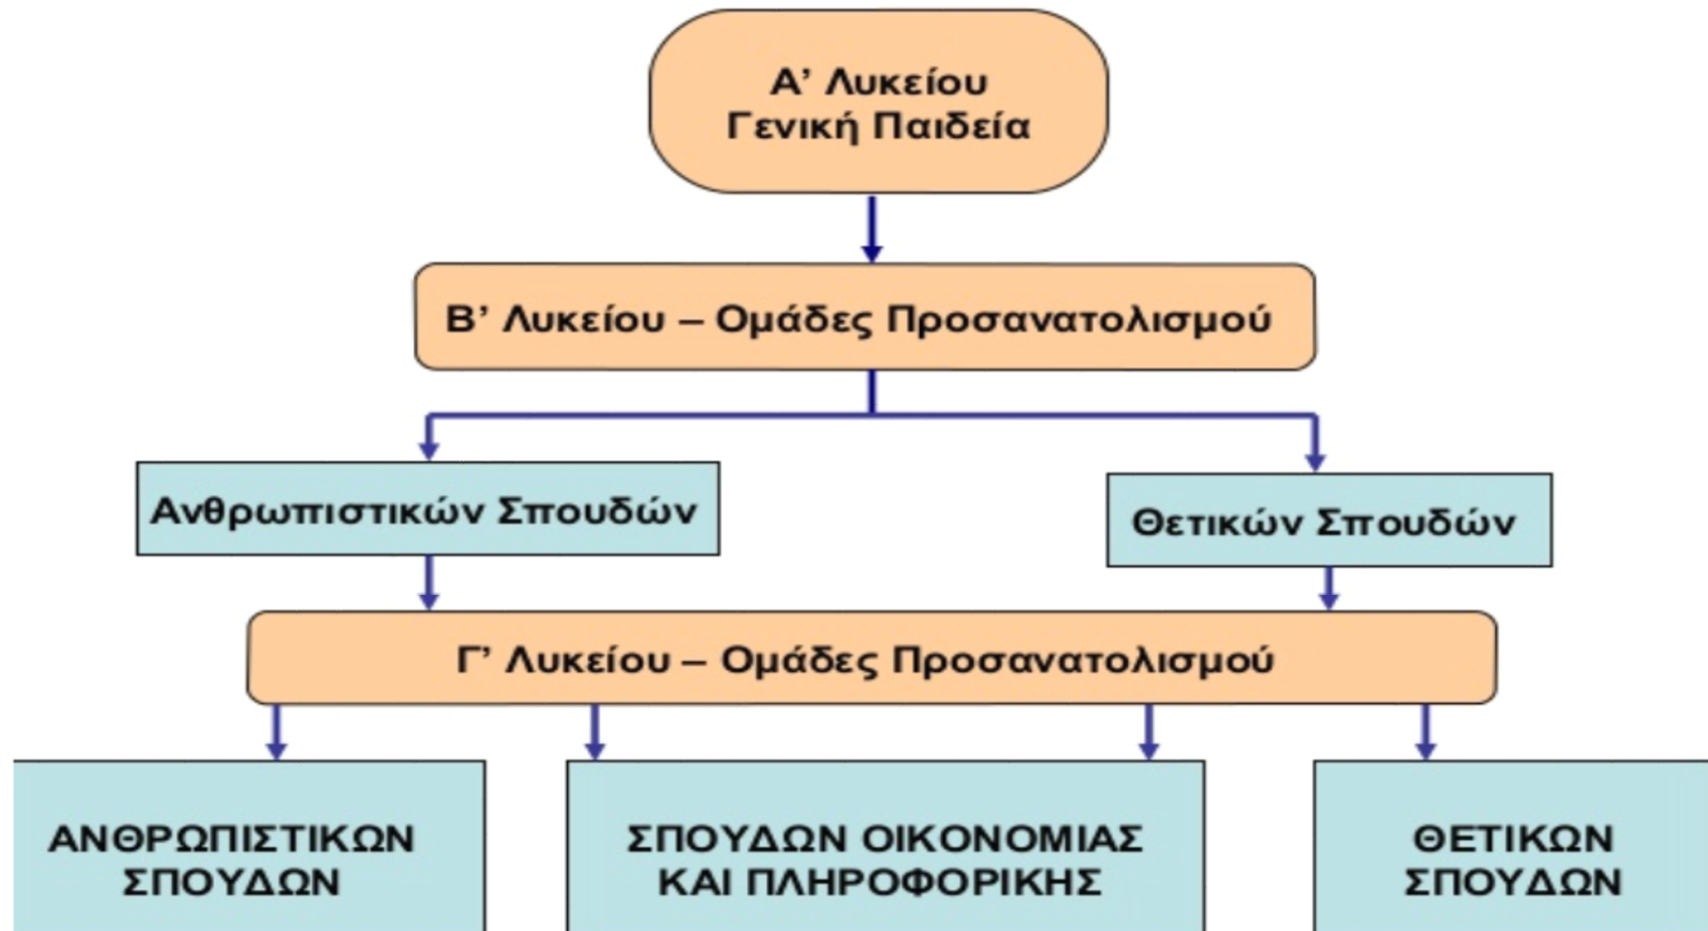 Α’ Λυκείου
Γενική Παιδεία
Β’ Λυκείου – Ομάδες Προσανατολισμού
Ανθρωπιστικών Σπουδών
Θετικών Σπουδών
Γ’ Λυκείου – Ομάδες Προσανατολισμού
ΑΝΘΡΩΠΙΣΤΙΚΩΝ
ΣΠΟΥΔΩΝ
ΣΠΟΥΔΩΝ ΟΙΚΟΝΟΜΙΑΣ
ΚΑΙ ΠΛΗΡΟΦΟΡΙΚΗΣ
ΘΕΤΙΚΩΝ
ΣΠΟΥΔΩΝ